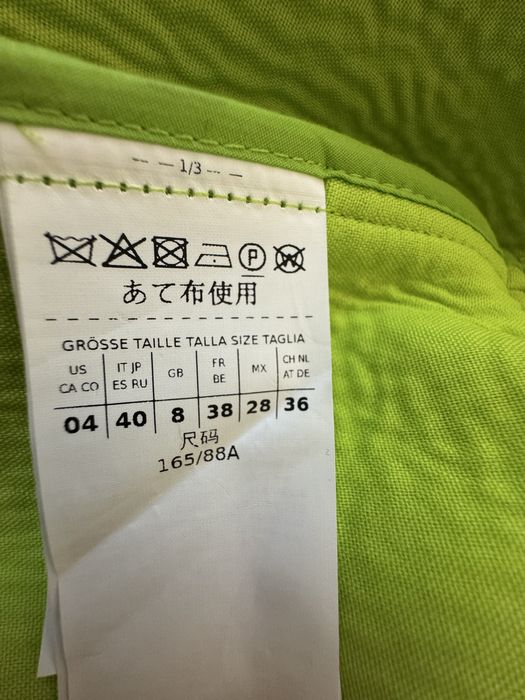 -- -- 1/3 -- --
P W
あて布使用
GRÖSSE TAILLE TALLA SIZE TAGLIA
US CA CO IT JP ES RU GB FR BE MX CH NL AT DE
04 40 8 38 28 36
尺码
165/88A